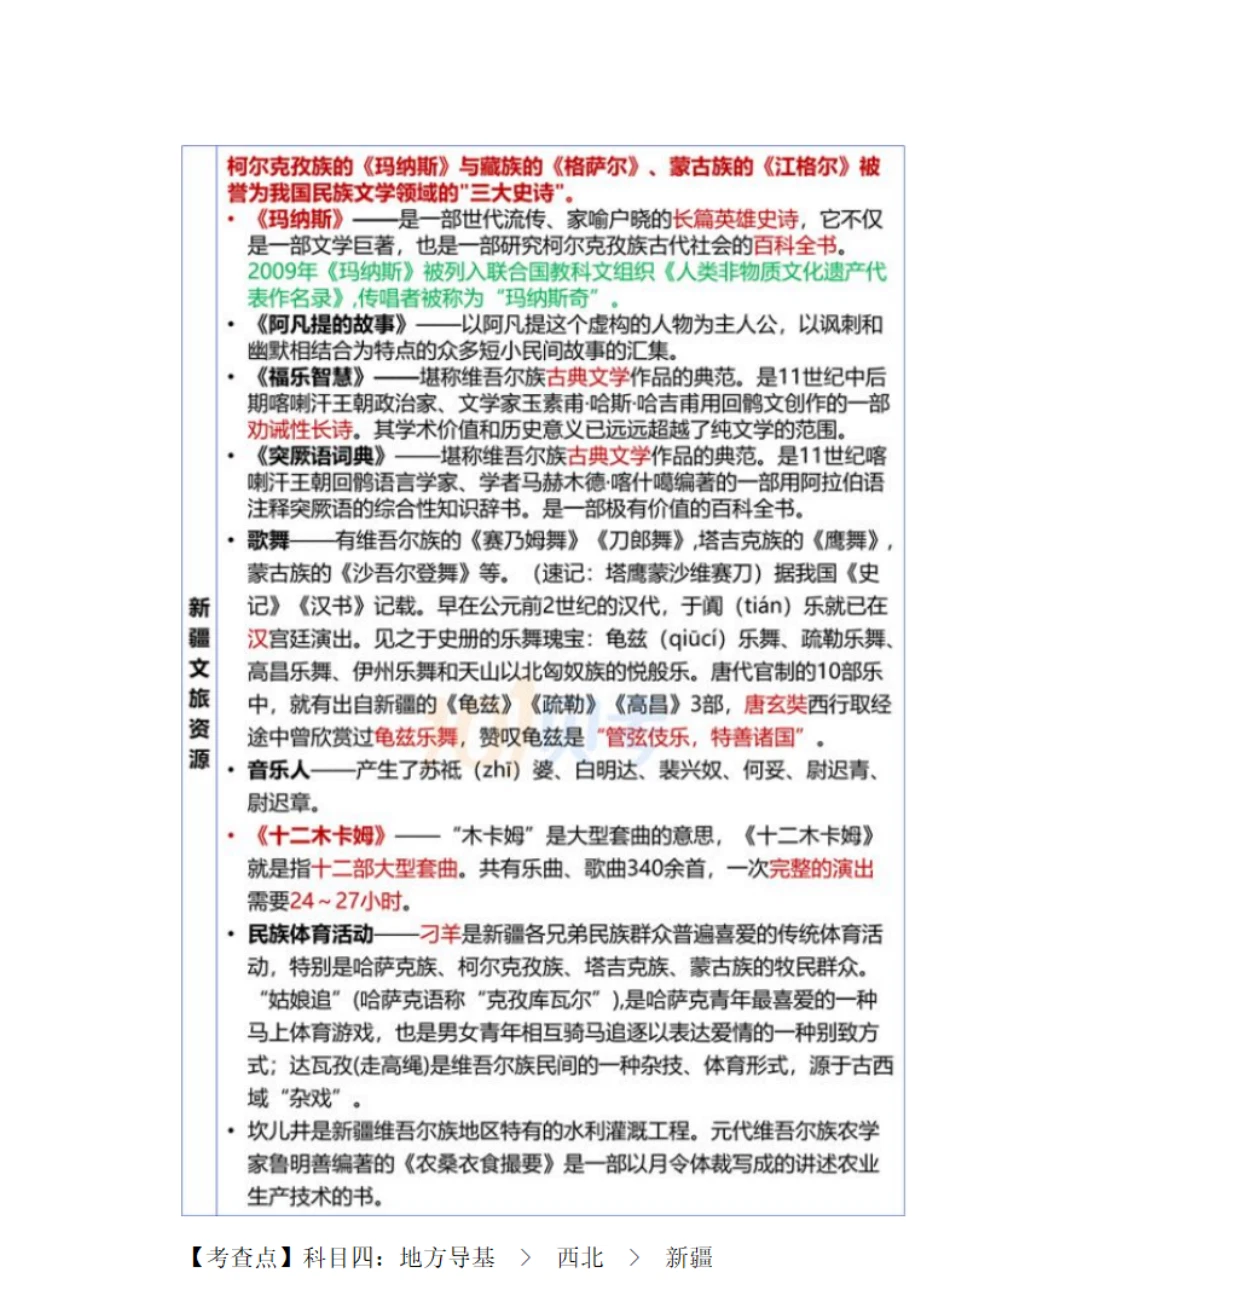 柯尔克孜族的《玛纳斯》与藏族的《格萨尔》、蒙古族的《江格尔》被
誉为我国民族文学领域的"三大史诗"。
• 《玛纳斯》——是一部世代流传、家喻户晓的长篇英雄史诗，它不仅
是一部文学巨著，也是一部研究柯尔克孜族古代社会的百科全书。
2009年《玛纳斯》被列入联合国教科文组织《人类非物质文化遗产代
表作名录》,传唱者被称为“玛纳斯奇”。
• 《阿凡提的故事》——以阿凡提这个虚构的人物为主人公，以讽刺和
幽默相结合为特点的众多短小民间故事的汇集。
• 《福乐智慧》——堪称维吾尔族古典文学作品的典范。是11世纪中后
期喀喇汗王朝政治家、文学家玉素甫·哈斯·哈吉甫用回鹘文创作的一部
劝诫性长诗。其学术价值和历史意义已远远超越了纯文学的范围。
• 《突厥语词典》——堪称维吾尔族古典文学作品的典范。是11世纪喀
喇汗王朝回鹘语言学家、学者马赫木德·喀什噶编著的一部用阿拉伯语
注释突厥语的综合性知识辞书。是一部极有价值的百科全书。
• 歌舞——有维吾尔族的《赛乃姆舞》《刀郎舞》,塔吉克族的《鹰舞》,
蒙古族的《沙吾尔登舞》等。（速记：塔鹰蒙沙维赛刀）据我国《史
记》《汉书》记载。早在公元前2世纪的汉代，于阗（tián）乐就已在
汉宫廷演出。见之于史册的乐舞瑰宝：龟兹（qiūcí）乐舞、疏勒乐舞、
高昌乐舞、伊州乐舞和天山以北匈奴族的悦般乐。唐代官制的10部乐
中，就有出自新疆的《龟兹》《疏勒》《高昌》3部，唐玄奘西行取经
途中曾欣赏过龟兹乐舞，赞叹龟兹是“管弦伎乐，特善诸国”。
• 音乐人——产生了苏祗（zhī）婆、白明达、裴兴奴、何妥、尉迟青、
尉迟章。
• 《十二木卡姆》——“木卡姆”是大型套曲的意思，《十二木卡姆》
就是指十二部大型套曲。共有乐曲、歌曲340余首，一次完整的演出
需要24～27小时。
• 民族体育活动——刁羊是新疆各兄弟民族群众普遍喜爱的传统体育活
动，特别是哈萨克族、柯尔克孜族、塔吉克族、蒙古族的牧民群众。
“姑娘追”(哈萨克语称“克孜库瓦尔”),是哈萨克青年最喜爱的一种
马上体育游戏，也是男女青年相互骑马追逐以表达爱情的一种别致方
式；达瓦孜(走高绳)是维吾尔族民间的一种杂技、体育形式，源于古西
域“杂戏”。
• 坎儿井是新疆维吾尔族地区特有的水利灌溉工程。元代维吾尔族农学
家鲁明善编著的《农桑衣食撮要》是一部以月令体裁写成的讲述农业
生产技术的书。
新疆文旅资源
【考查点】科目四：地方导基 > 西北 > 新疆